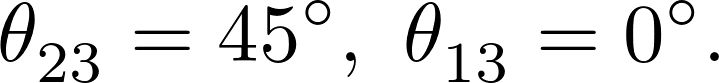 θ₂₃ = 45°, θ₁₃ = 0°.